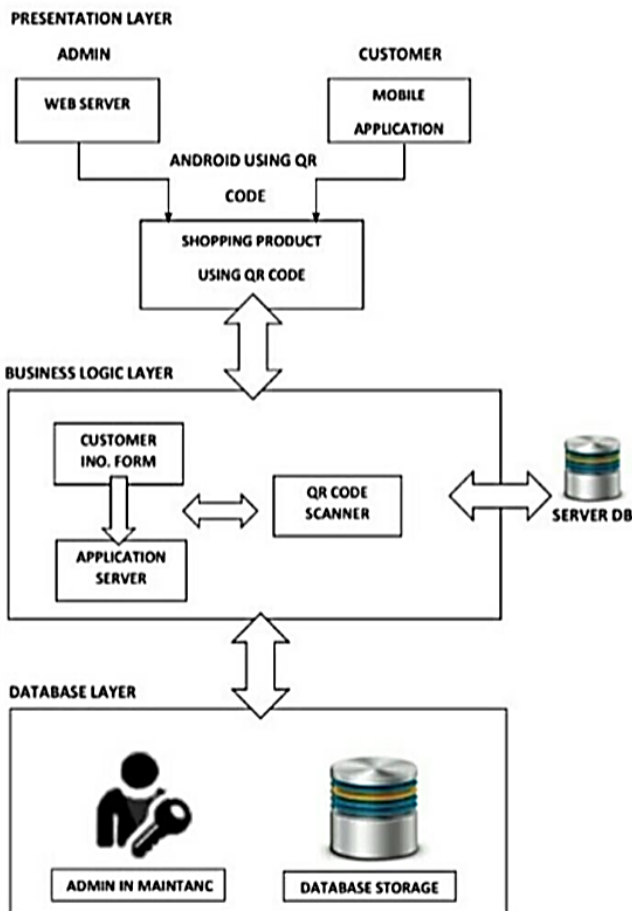 PRESENTATION LAYER
ADMIN
CUSTOMER
WEB SERVER
MOBILE
APPLICATION
ANDROID USING QR
CODE
SHOPPING PRODUCT
USING QR CODE
BUSINESS LOGIC LAYER
CUSTOMER
INO. FORM
QR CODE
SCANNER
APPLICATION
SERVER
SERVER DB
DATABASE LAYER
ADMIN IN MAINTANC
DATABASE STORAGE